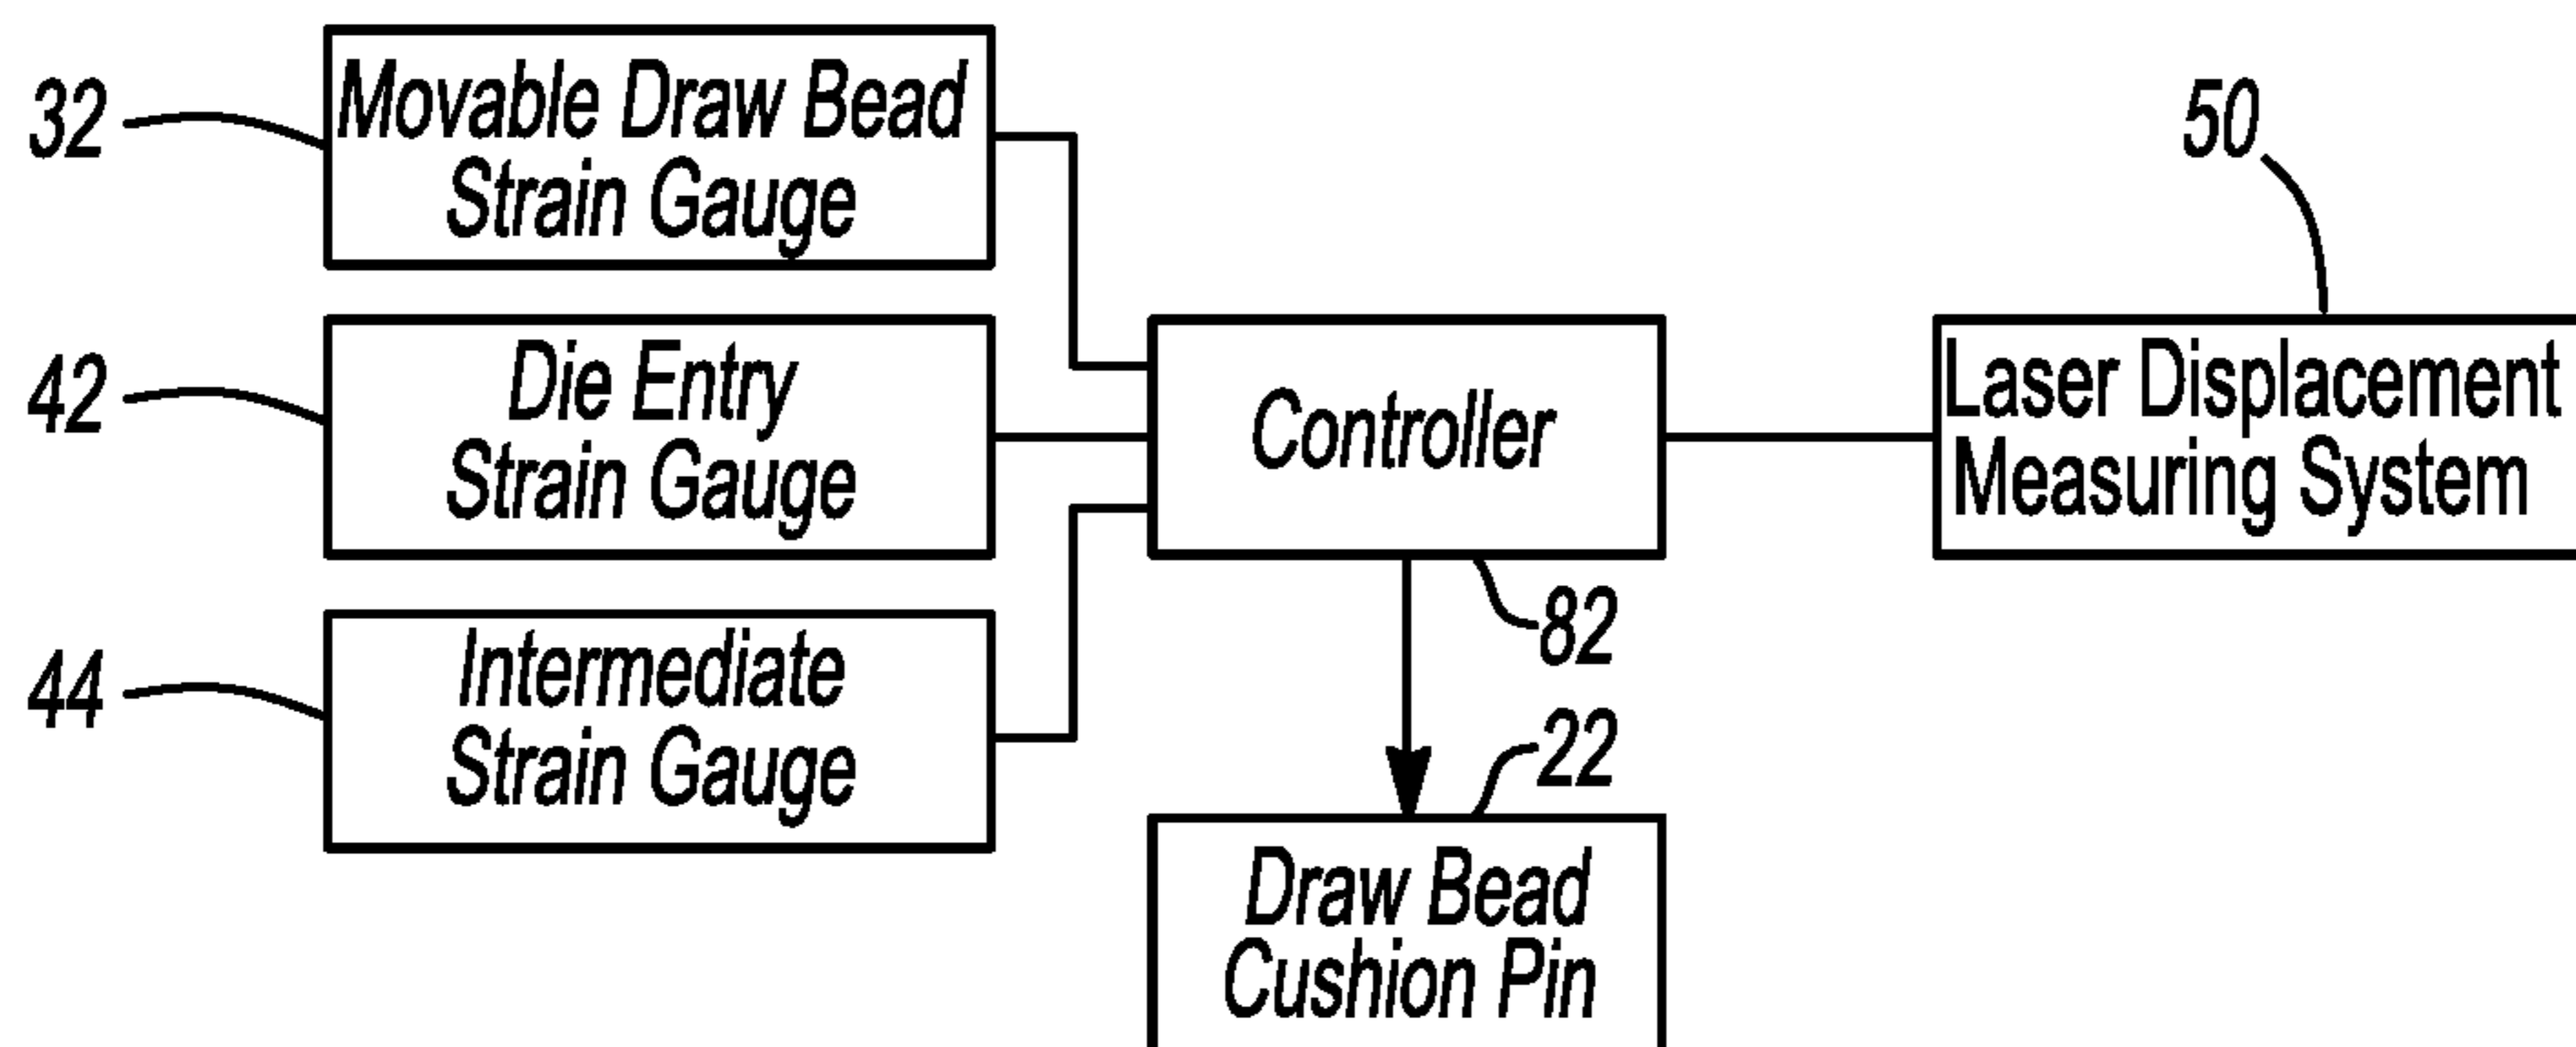 32
Movable Draw Bead
Strain Gauge
50
42
Die Entry
Strain Gauge
Controller
Laser Displacement
Measuring System
44
Intermediate
Strain Gauge
82
22
Draw Bead
Cushion Pin